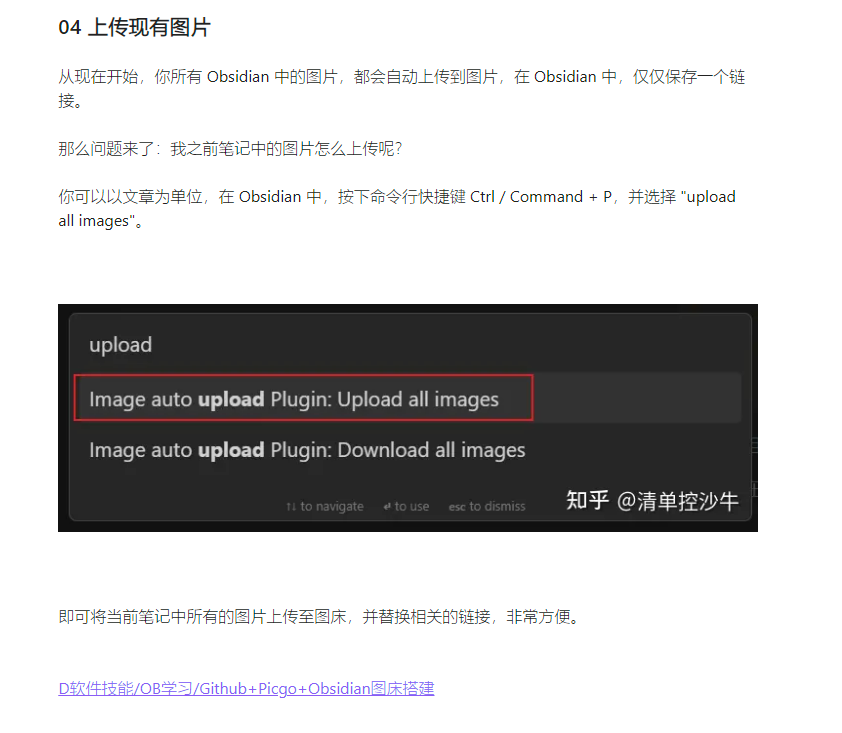 04 上传现有图片
从现在开始，你所有 Obsidian 中的图片，都会自动上传到图片，在 Obsidian 中，仅仅保存一个链
接。
那么问题来了：我之前笔记中的图片怎么上传呢？
你可以以文章为单位，在 Obsidian 中，按下命令行快捷键 Ctrl / Command + P，并选择 "upload
all images"。
upload
Image auto upload Plugin: Upload all images
Image auto upload Plugin: Download all images
↑↓ to navigate ↵ to use esc to dismiss
知乎 @清单控沙牛
即可将当前笔记中所有的图片上传至图床，并替换相关的链接，非常方便。
D软件技能/OB学习/Github+Picgo+Obsidian图床搭建